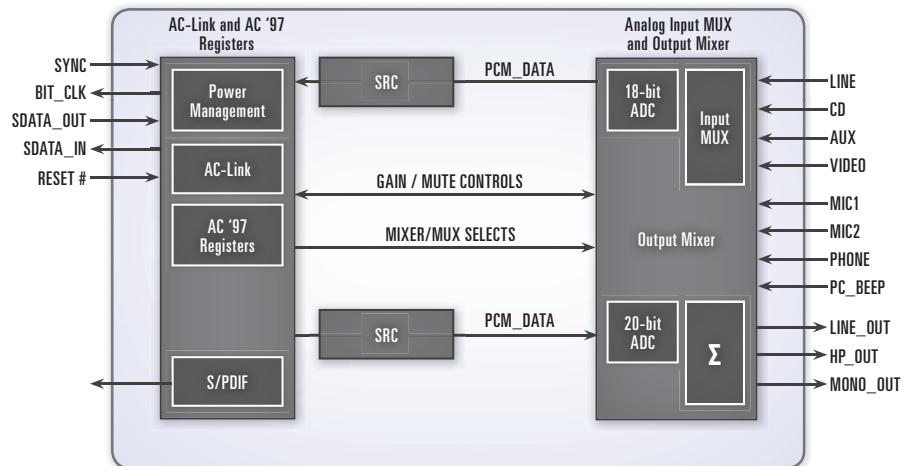 AC-Link and AC '97
Registers
Analog Input MUX
and Output Mixer
SYNC
BIT_CLK
SDATA_OUT
SDATA_IN
RESET #
Power
Management
AC-Link
AC '97
Registers
S/PDIF
SRC
PCM_DATA
GAIN / MUTE CONTROLS
MIXER/MUX SELECTS
SRC
PCM_DATA
18-bit
ADC
Input
MUX
Output Mixer
20-bit
ADC
Σ
LINE
CD
AUX
VIDEO
MIC1
MIC2
PHONE
PC_BEEP
LINE_OUT
HP_OUT
MONO_OUT